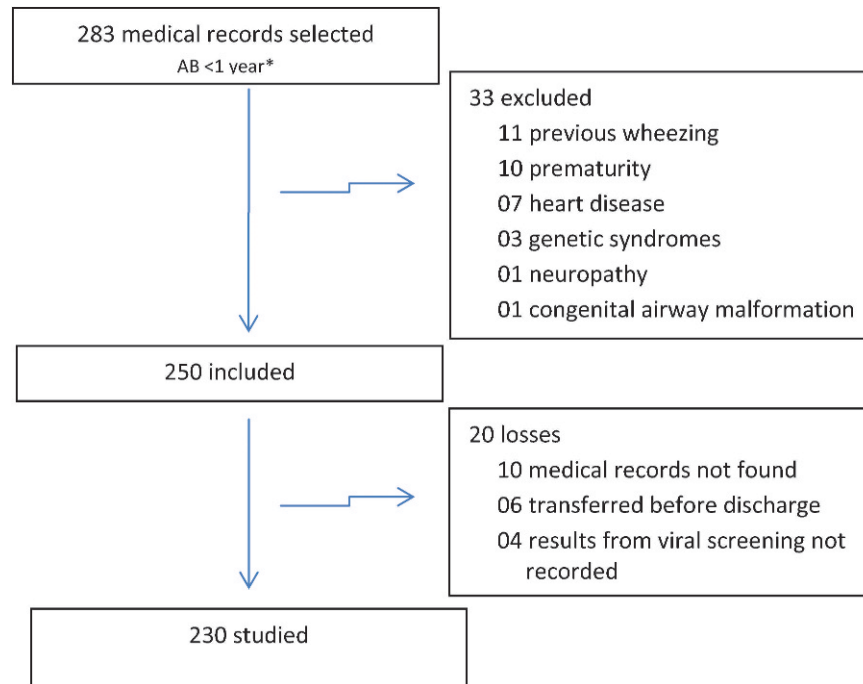 283 medical records selected
AB <1 year*
33 excluded
11 previous wheezing
10 prematurity
07 heart disease
03 genetic syndromes
01 neuropathy
01 congenital airway malformation
250 included
20 losses
10 medical records not found
06 transferred before discharge
04 results from viral screening not
recorded
230 studied